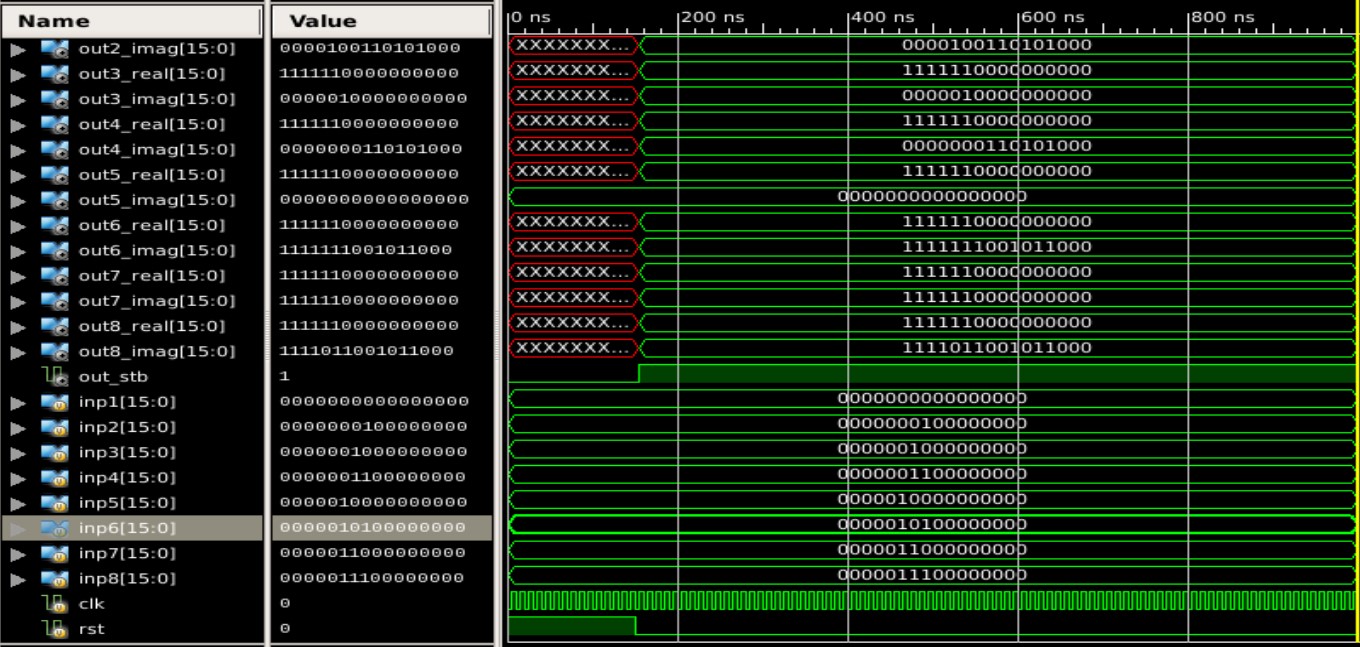 Name Value 0 ns 200 ns 400 ns 600 ns 800 ns
out2_imag[15:0] 0000100110101000 XXXXXXX... 0000100110101000
out3_real[15:0] 1111110000000000 XXXXXXX... 1111110000000000
out3_imag[15:0] 0000010000000000 XXXXXXX... 0000010000000000
out4_real[15:0] 1111110000000000 XXXXXXX... 1111110000000000
out4_imag[15:0] 0000000110101000 XXXXXXX... 0000000110101000
out5_real[15:0] 1111110000000000 XXXXXXX... 1111110000000000
out5_imag[15:0] 0000000000000000 0000000000000000
out6_real[15:0] 1111110000000000 XXXXXXX... 1111110000000000
out6_imag[15:0] 1111111001011000 XXXXXXX... 1111111001011000
out7_real[15:0] 1111110000000000 XXXXXXX... 1111110000000000
out7_imag[15:0] 1111110000000000 XXXXXXX... 1111110000000000
out8_real[15:0] 1111110000000000 XXXXXXX... 1111110000000000
out8_imag[15:0] 1111011001011000 XXXXXXX... 1111011001011000
out_stb 1
inp1[15:0] 0000000000000000 0000000000000000
inp2[15:0] 0000000100000000 0000000100000000
inp3[15:0] 0000001000000000 0000001000000000
inp4[15:0] 0000001100000000 0000001100000000
inp5[15:0] 0000010000000000 0000010000000000
inp6[15:0] 0000010100000000 0000010100000000
inp7[15:0] 0000011000000000 0000011000000000
inp8[15:0] 0000011100000000 0000011100000000
clk 0
rst 0